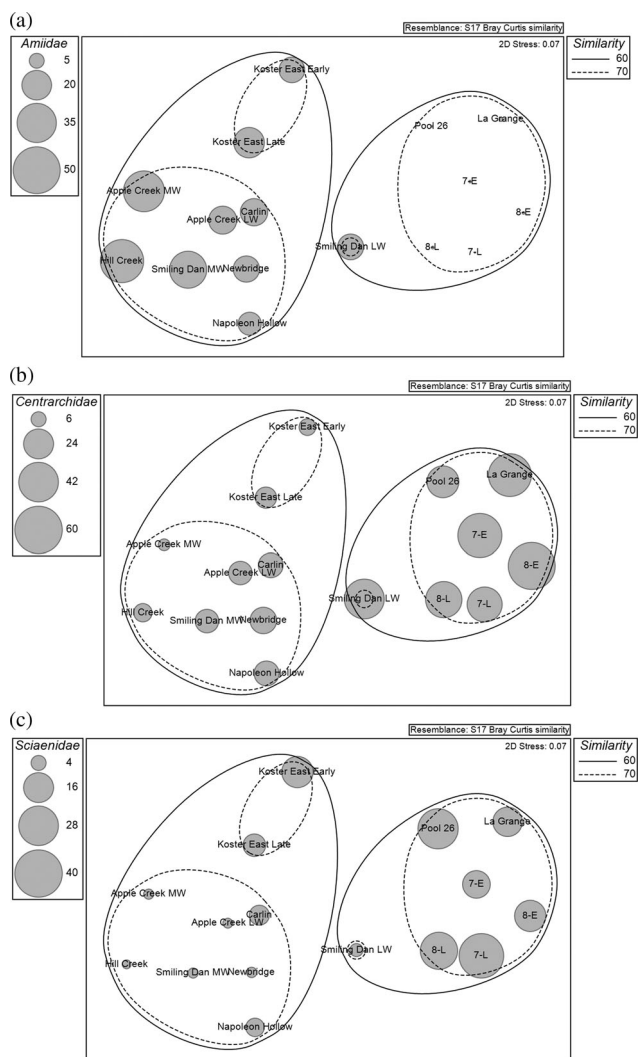 (a)
Resemblance: S17 Bray Curtis similarity
Amiidae
5
20
35
50
2D Stress: 0.07
Similarity
60
70
Koster East Early
Koster East Late
Pool 26
La Grange
Apple Creek MW
Carlin
Apple Creek LW
7-E
8-E
Hill Creek
Smiling Dan MW
Newbridge
Smiling Dan LW
8-L
7-L
Napoleon Hollow
(b)
Resemblance: S17 Bray Curtis similarity
Centrarchidae
6
24
42
60
2D Stress: 0.07
Similarity
60
70
Koster East Early
Koster East Late
Pool 26
La Grange
Apple Creek MW
Carlin
Apple Creek LW
7-E
8-E
Hill Creek
Smiling Dan MW
Newbridge
Smiling Dan LW
8-L
7-L
Napoleon Hollow
(c)
Resemblance: S17 Bray Curtis similarity
Sciaenidae
4
16
28
40
2D Stress: 0.07
Similarity
60
70
Koster East Early
Koster East Late
Pool 26
La Grange
Apple Creek MW
Carlin
Apple Creek LW
7-E
8-E
Hill Creek
Smiling Dan MW
Newbridge
Smiling Dan LW
8-L
7-L
Napoleon Hollow